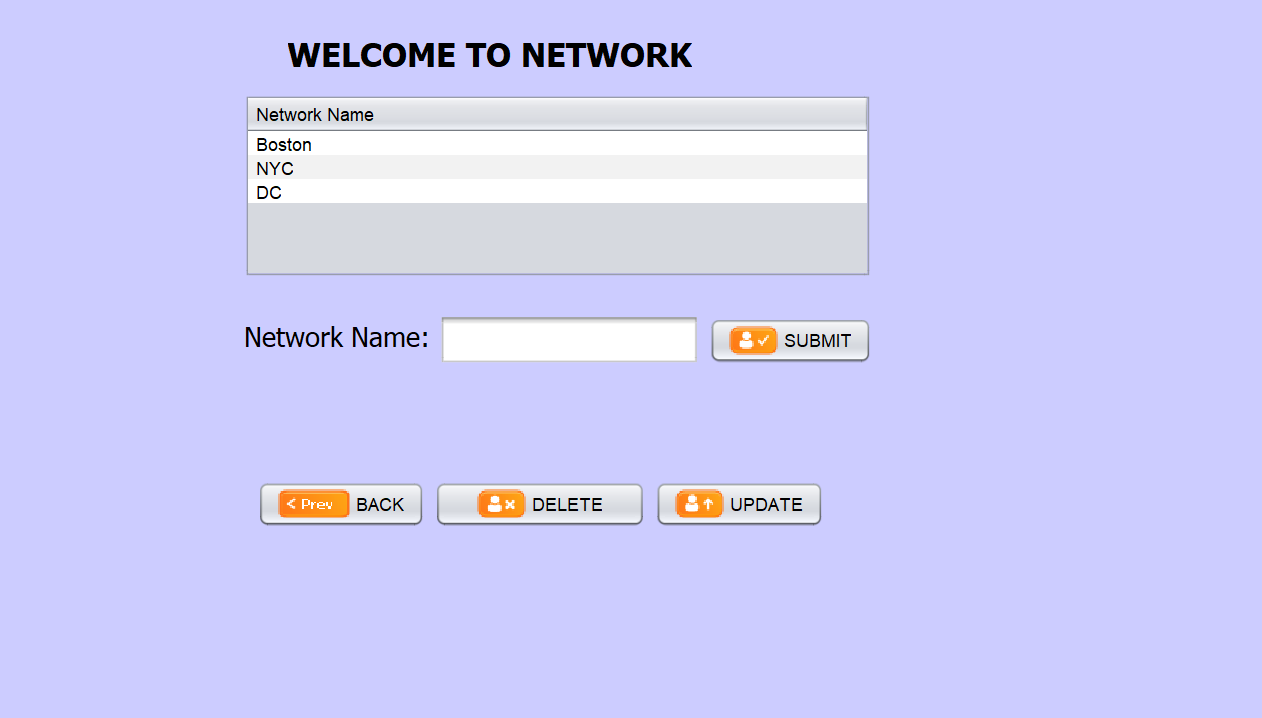 WELCOME TO NETWORK
Network Name
Boston
NYC
DC
Network Name:
SUBMIT
< Prev BACK
DELETE
UPDATE